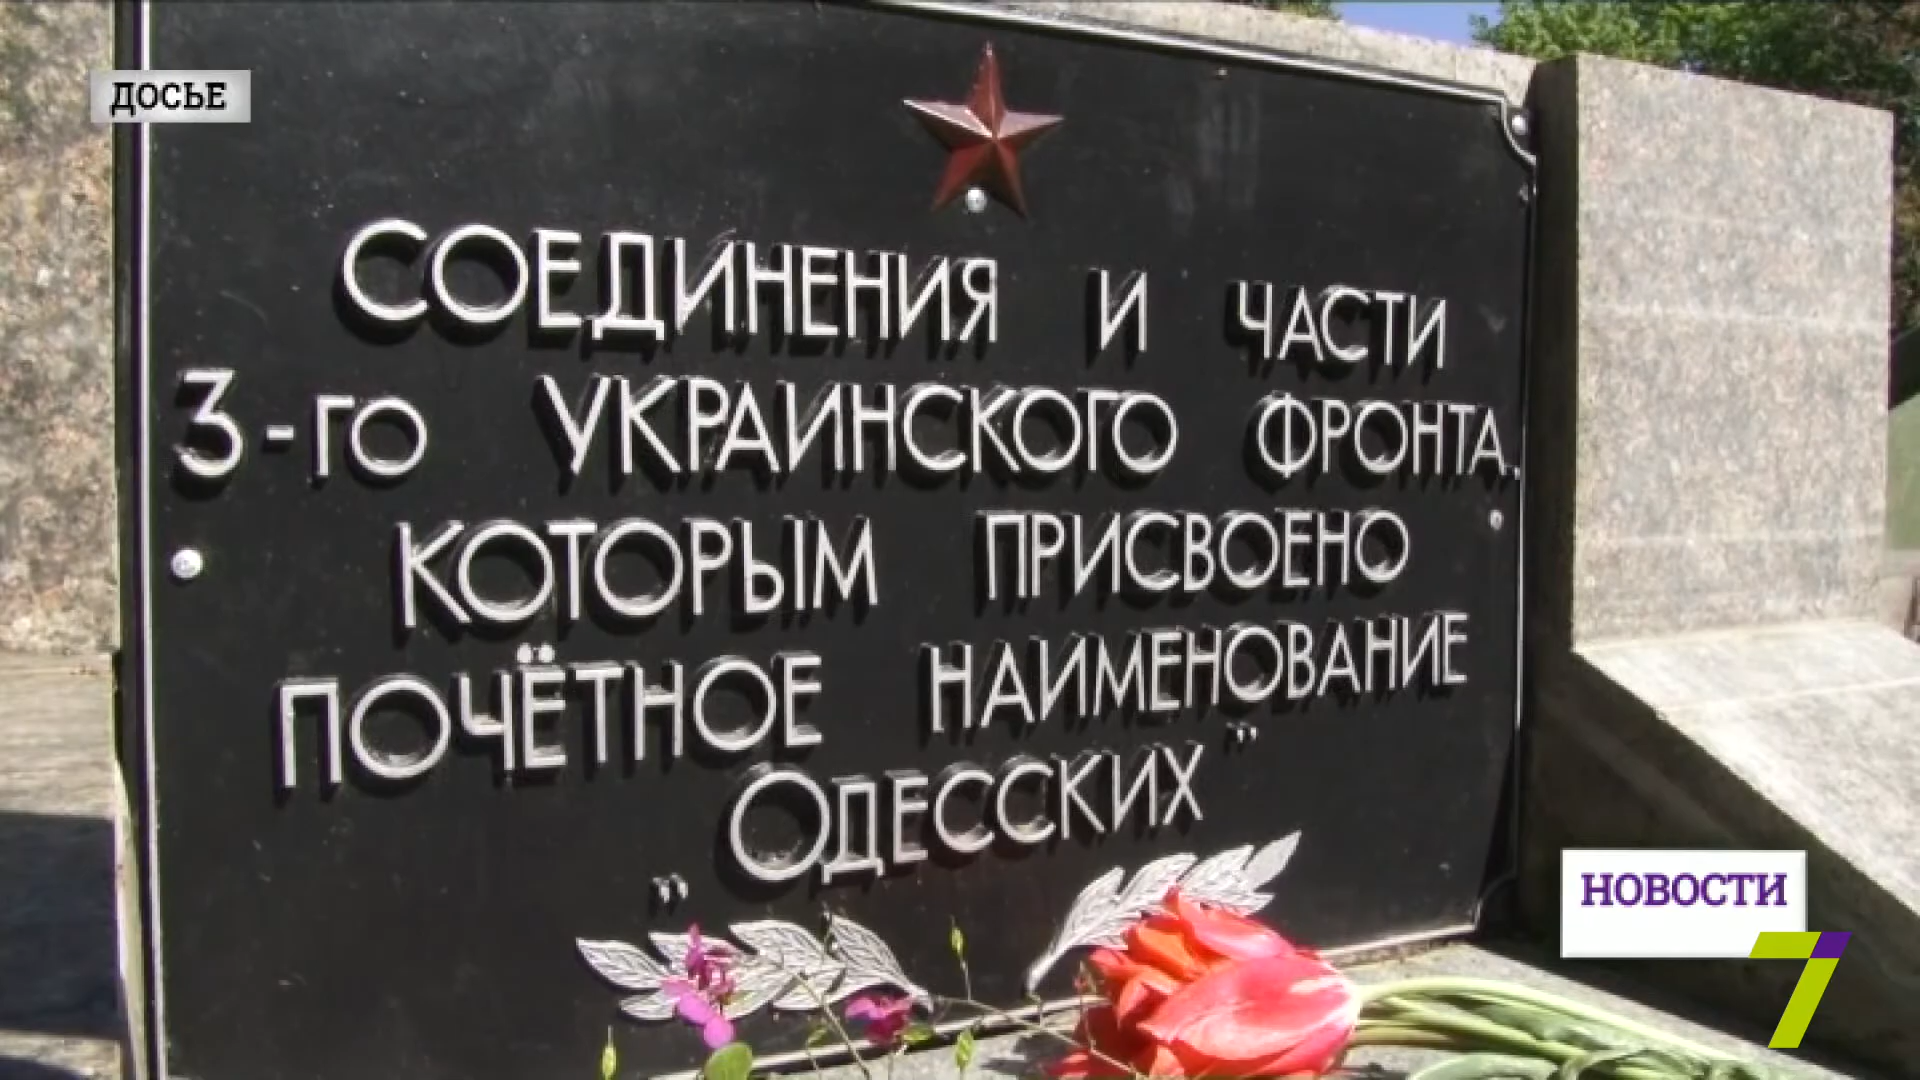 ДОСЬЕ
СОЕДИНЕНИЯ И ЧАСТИ
3-го УКРАИНСКОГО ФРОНТА,
КОТОРЫМ ПРИСВОЕНО
ПОЧЁТНОЕ НАИМЕНОВАНИЕ
„ОДЕССКИХ"
НОВОСТИ
7